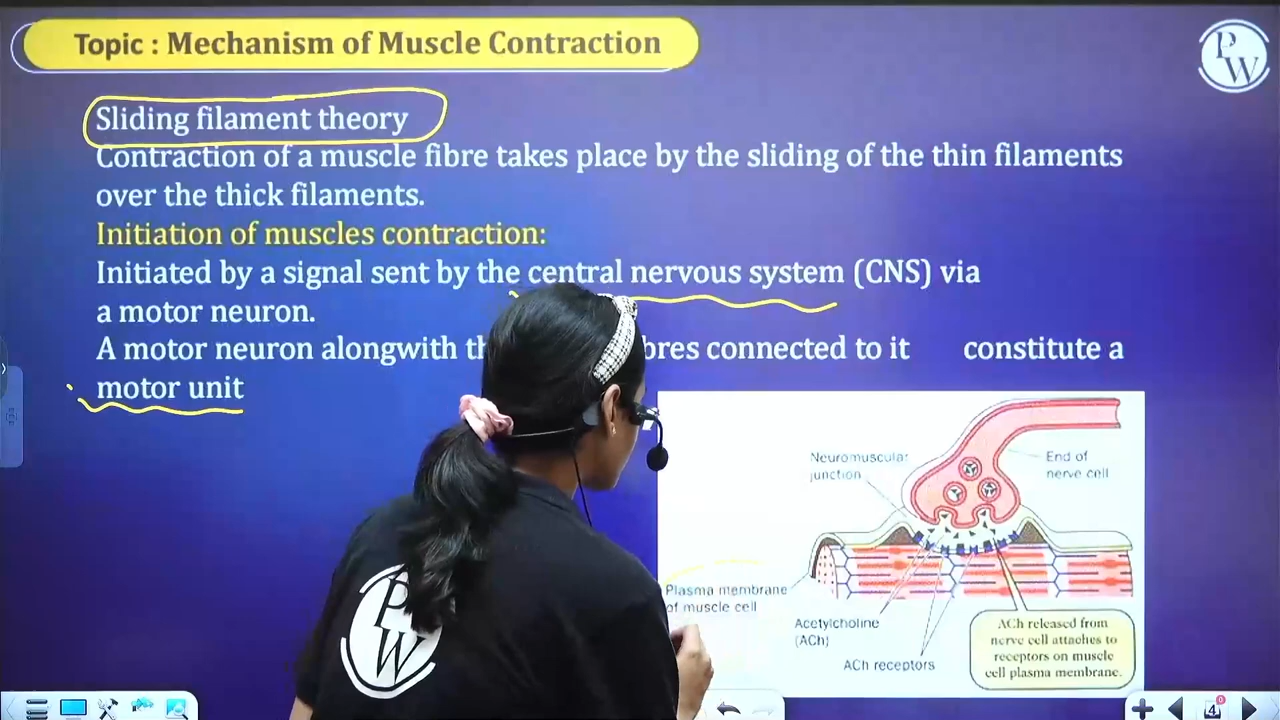 Topic : Mechanism of Muscle Contraction
PW
Sliding filament theory
Contraction of a muscle fibre takes place by the sliding of the thin filaments
over the thick filaments.
Initiation of muscles contraction:
Initiated by a signal sent by the central nervous system (CNS) via
a motor neuron.
A motor neuron alongwith connected to it constitute a
motor unit
Neuromuscular
junction
End of
nerve cell
Plasma membrane
of muscle cell
Acetylcholine
(ACh)
ACh receptors
ACh released from
nerve cell attaches to
receptors on muscle
cell plasma membrane.
PW
4